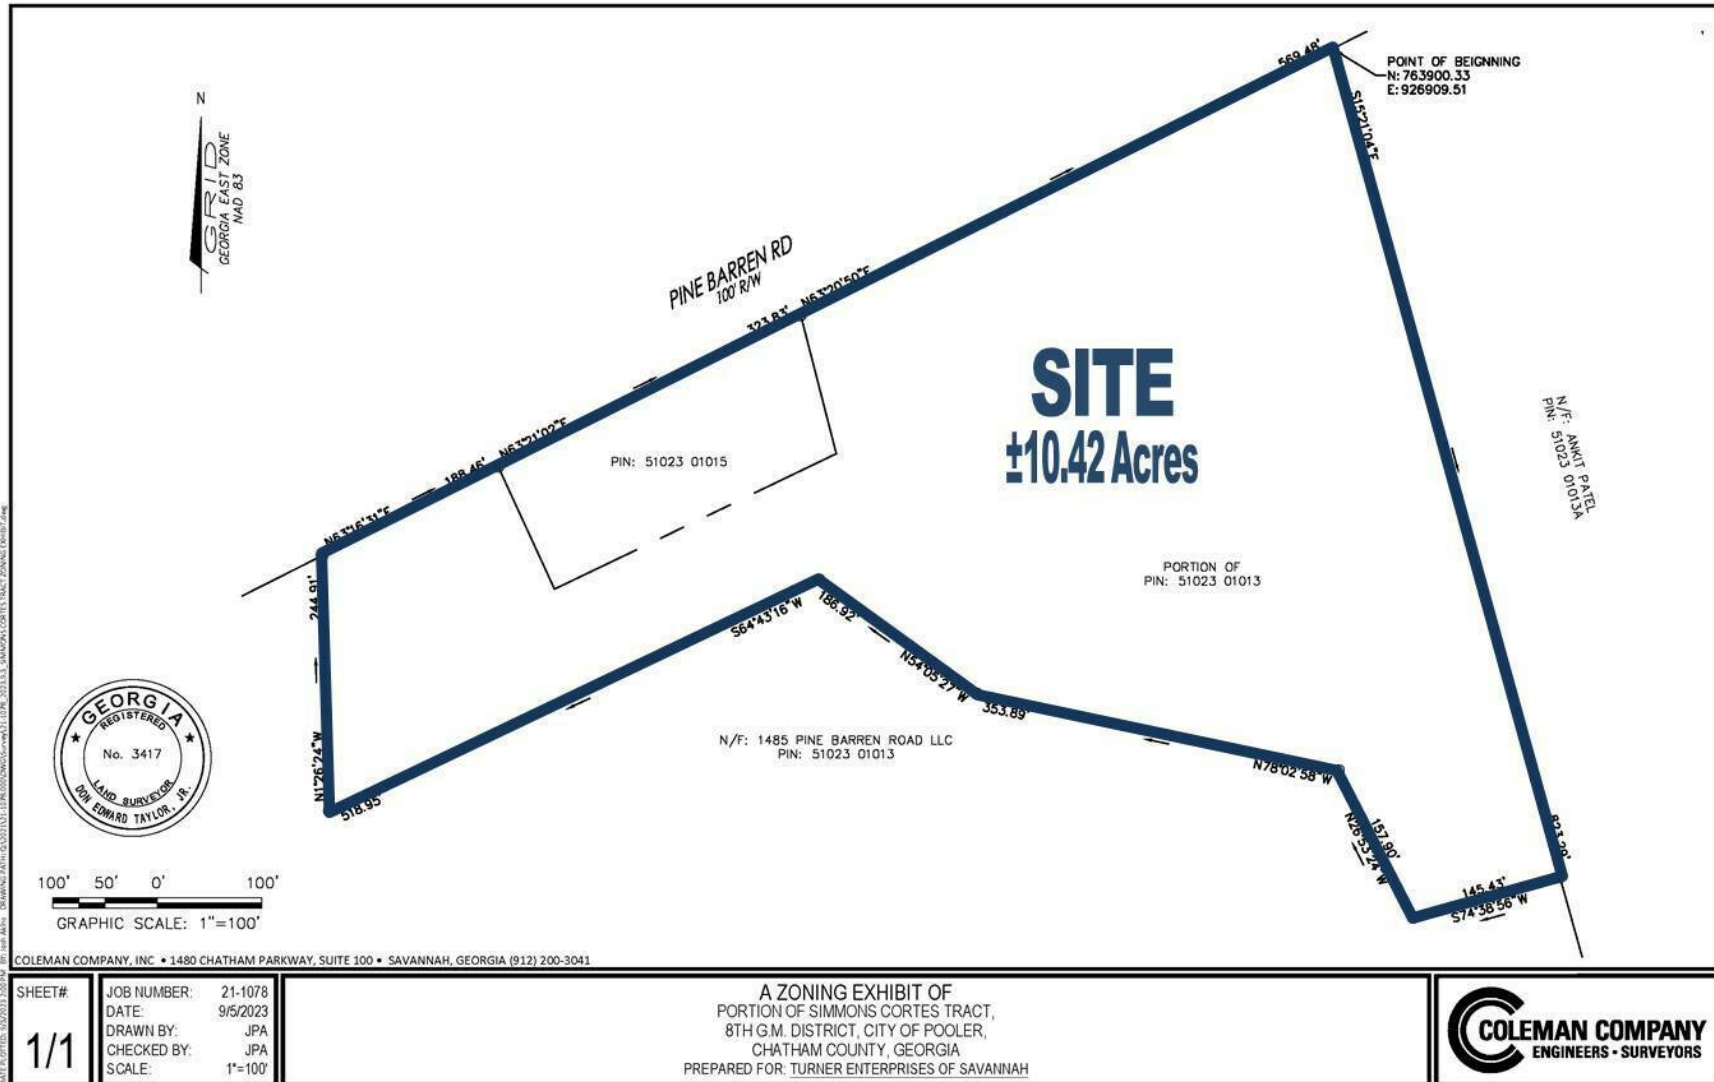 569.48'
POINT OF BEIGNNING
N: 763900.33
E: 926909.51
S15°21'04"E
N
GRID
GEORGIA EAST ZONE
NAD 83
PINE BARREN RD
100' R/W
323.83'
N63°20'50"E
SITE
±10.42 Acres
N/F: ANKIT PATEL
PIN: 51023 01013A
188.46'
N63°21'02"E
PIN: 51023 01015
N63°16'31"E
244.91'
PORTION OF
PIN: 51023 01013
S64°43'16"W
186.92'
N54°05'27"W
353.89'
N/F: 1485 PINE BARREN ROAD LLC
PIN: 51023 01013
N78°02'58"W
N1°26'24"W
518.95'
157.90'
N26°53'24"W
823.29'
145.43'
S74°38'56"W
GEORGIA
REGISTERED
No. 3417
LAND SURVEYOR
DON EDWARD TAYLOR, JR.
100' 50' 0' 100'
GRAPHIC SCALE: 1"=100'
COLEMAN COMPANY, INC • 1480 CHATHAM PARKWAY, SUITE 100 • SAVANNAH, GEORGIA (912) 200-3041
SHEET#:
1/1
JOB NUMBER: 21-1078
DATE: 9/5/2023
DRAWN BY: JPA
CHECKED BY: JPA
SCALE: 1"=100'
A ZONING EXHIBIT OF
PORTION OF SIMMONS CORTES TRACT,
8TH G.M. DISTRICT, CITY OF POOLER,
CHATHAM COUNTY, GEORGIA
PREPARED FOR: TURNER ENTERPRISES OF SAVANNAH
COLEMAN COMPANY
ENGINEERS • SURVEYORS